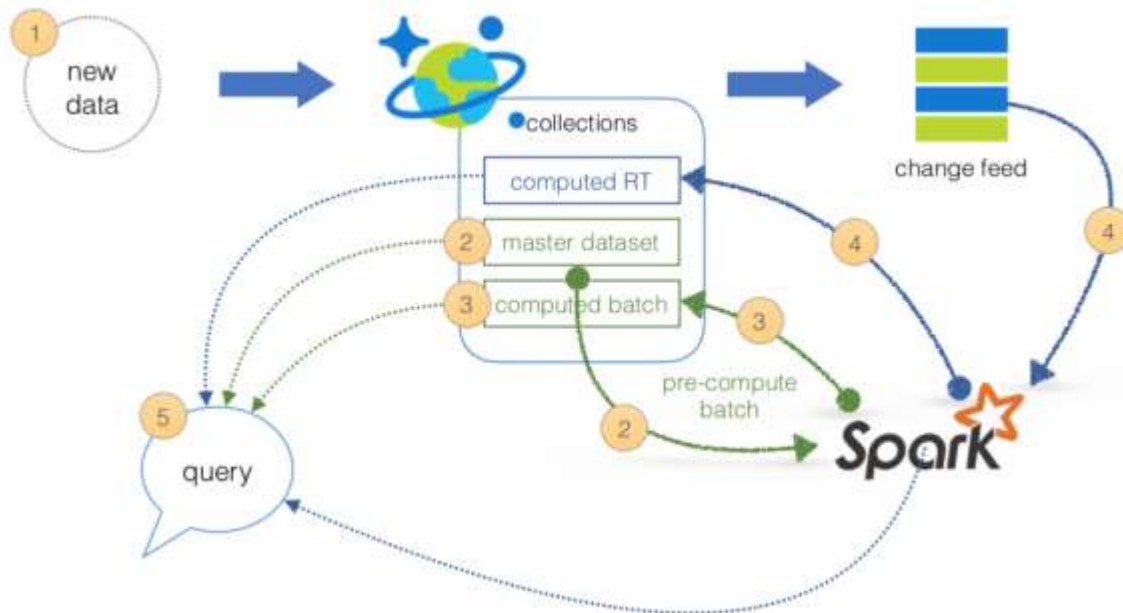 1
new
data
collections
change feed
computed RT
2
master dataset
3
computed batch
4
4
3
pre-compute
batch
2
Spark
5
query